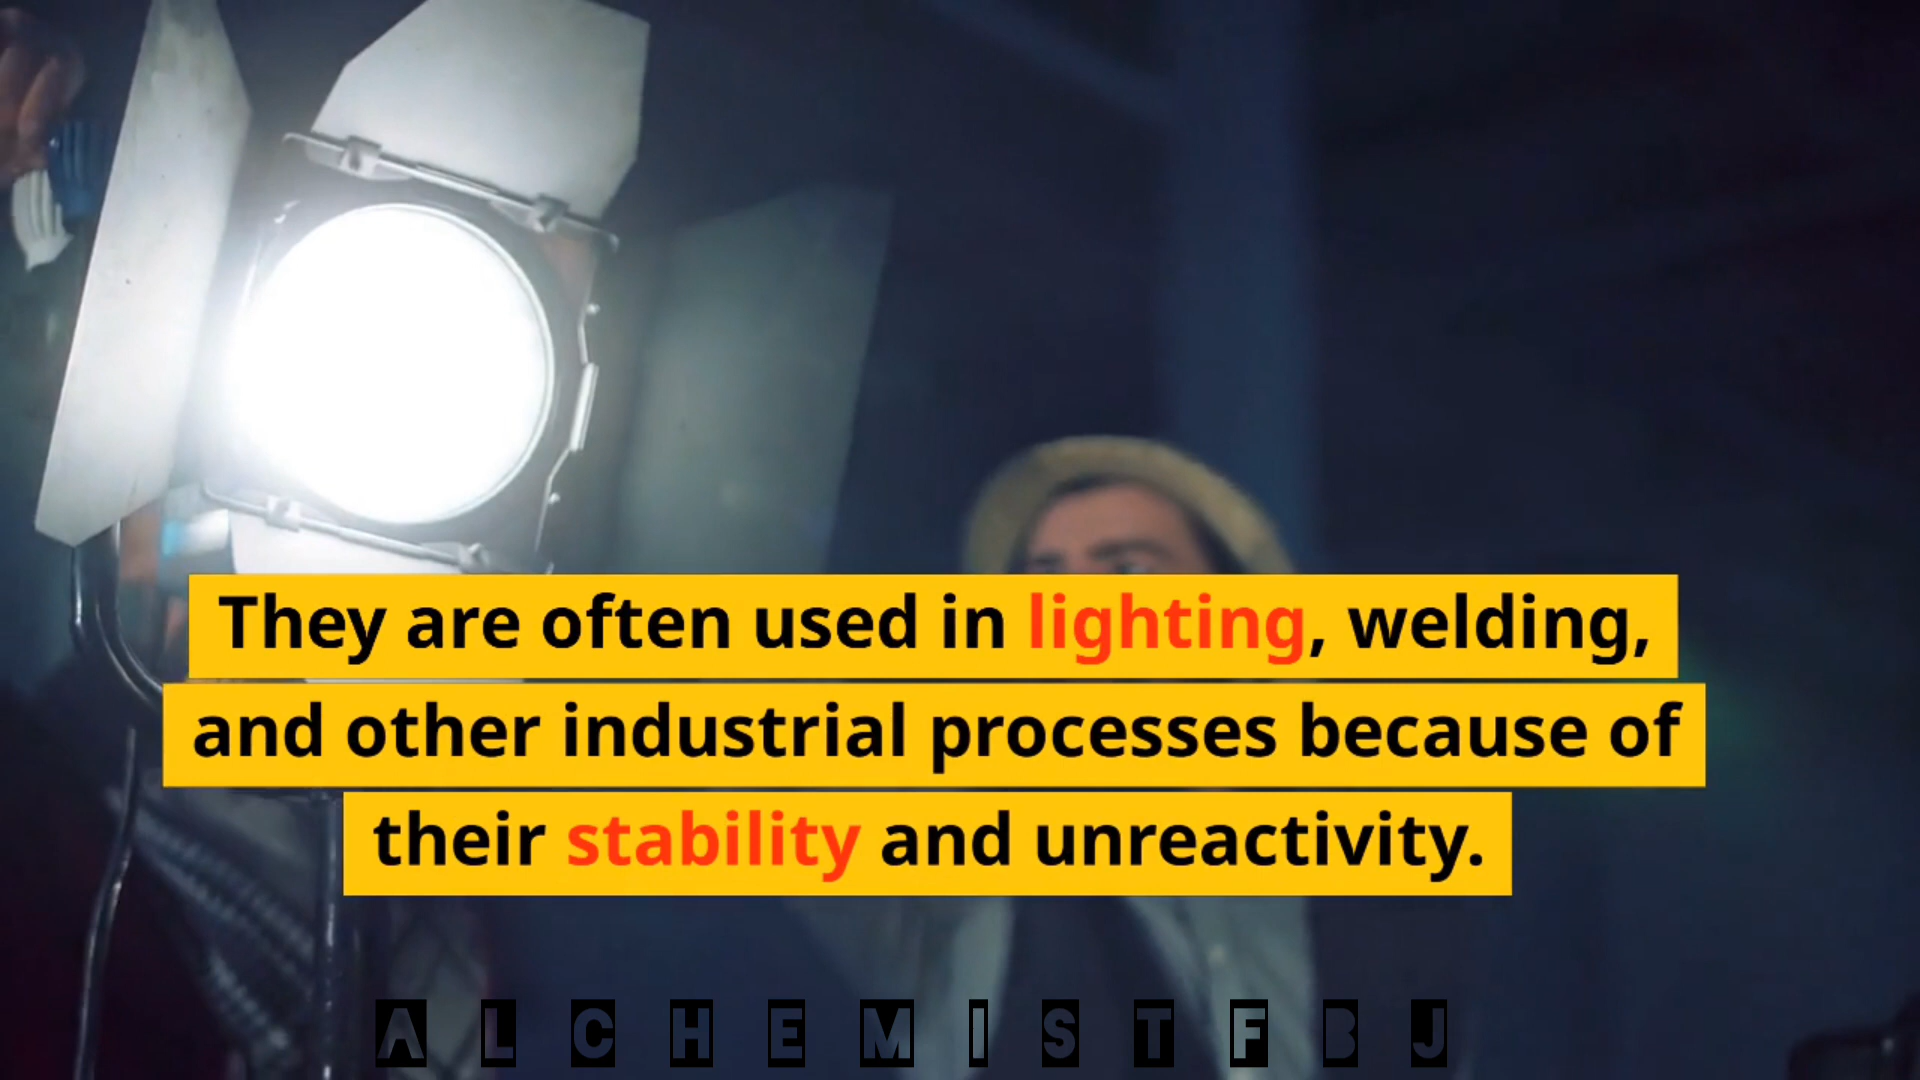 They are often used in lighting, welding,
and other industrial processes because of
their stability and unreactivity.
ALCHEMISTFBJ